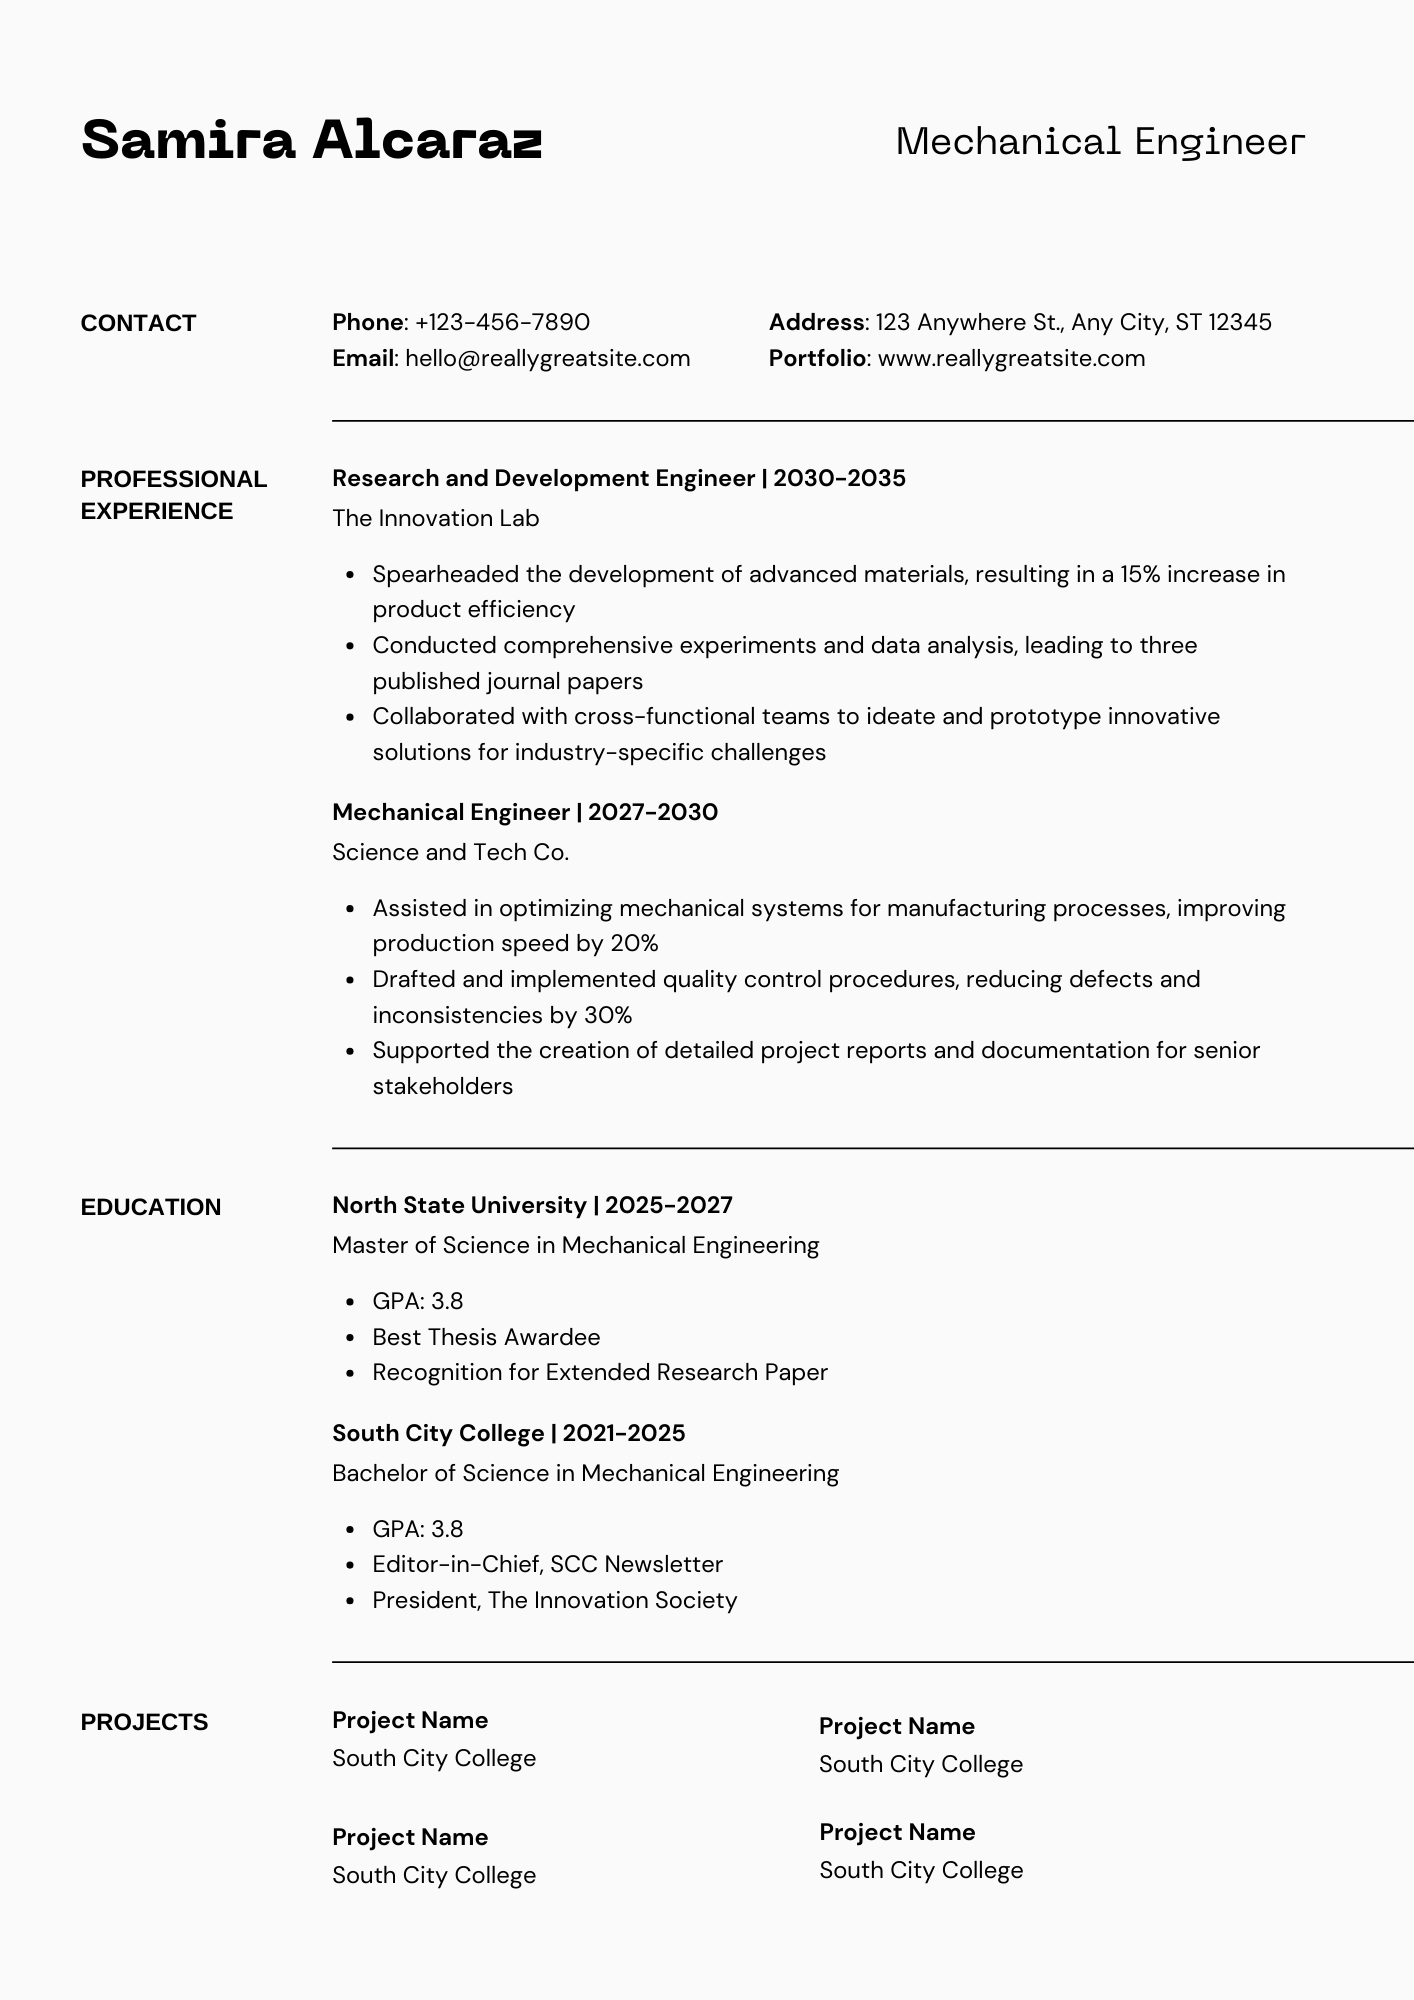 Samira Alcaraz
Mechanical Engineer
CONTACT
Phone: +123-456-7890
Email: hello@reallygreatsite.com
Address: 123 Anywhere St., Any City, ST 12345
Portfolio: www.reallygreatsite.com
PROFESSIONAL
EXPERIENCE
Research and Development Engineer | 2030-2035
The Innovation Lab
• Spearheaded the development of advanced materials, resulting in a 15% increase in
product efficiency
• Conducted comprehensive experiments and data analysis, leading to three
published journal papers
• Collaborated with cross-functional teams to ideate and prototype innovative
solutions for industry-specific challenges
Mechanical Engineer | 2027-2030
Science and Tech Co.
• Assisted in optimizing mechanical systems for manufacturing processes, improving
production speed by 20%
• Drafted and implemented quality control procedures, reducing defects and
inconsistencies by 30%
• Supported the creation of detailed project reports and documentation for senior
stakeholders
EDUCATION
North State University | 2025-2027
Master of Science in Mechanical Engineering
• GPA: 3.8
• Best Thesis Awardee
• Recognition for Extended Research Paper
South City College | 2021-2025
Bachelor of Science in Mechanical Engineering
• GPA: 3.8
• Editor-in-Chief, SCC Newsletter
• President, The Innovation Society
PROJECTS
Project Name
South City College
Project Name
South City College
Project Name
South City College
Project Name
South City College